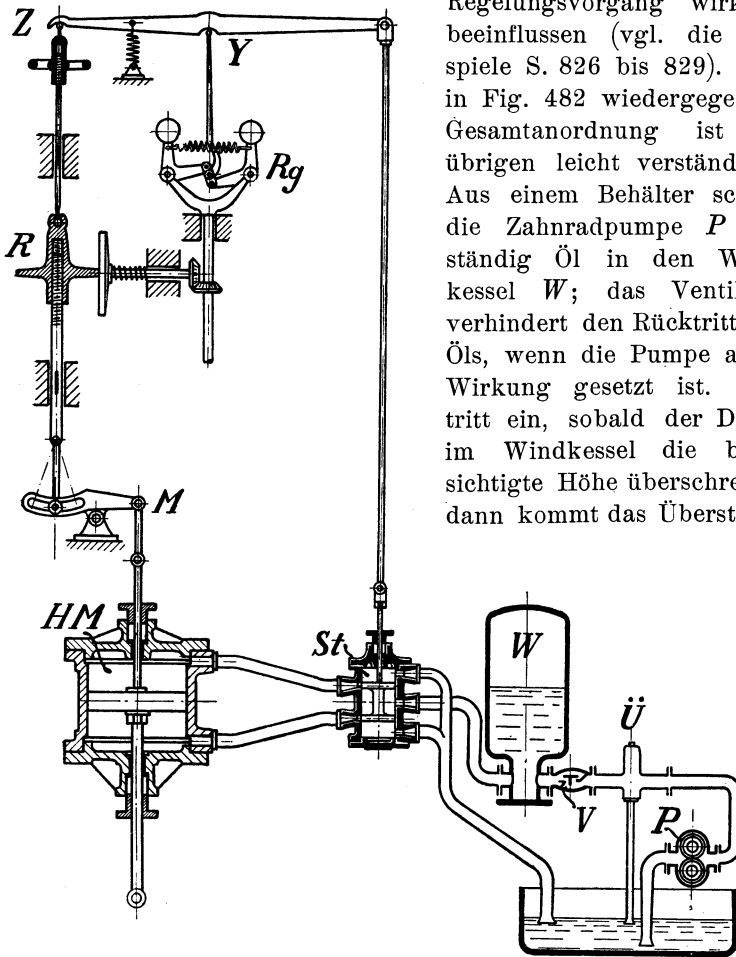 Regelungsvorgang wirk
beeinflussen (vgl. die
spiele S. 826 bis 829).
in Fig. 482 wiedergege
Gesamtanordnung ist
übrigen leicht verständ
Aus einem Behälter sc
die Zahnradpumpe P
ständig Öl in den W
kessel W; das Ventil
verhindert den Rücktritt
Öls, wenn die Pumpe a
Wirkung gesetzt ist.
tritt ein, sobald der D
im Windkessel die b
sichtigte Höhe überschre
dann kommt das Überst
Z
Y
Rg
R
M
HM
St
W
Ü
V
P